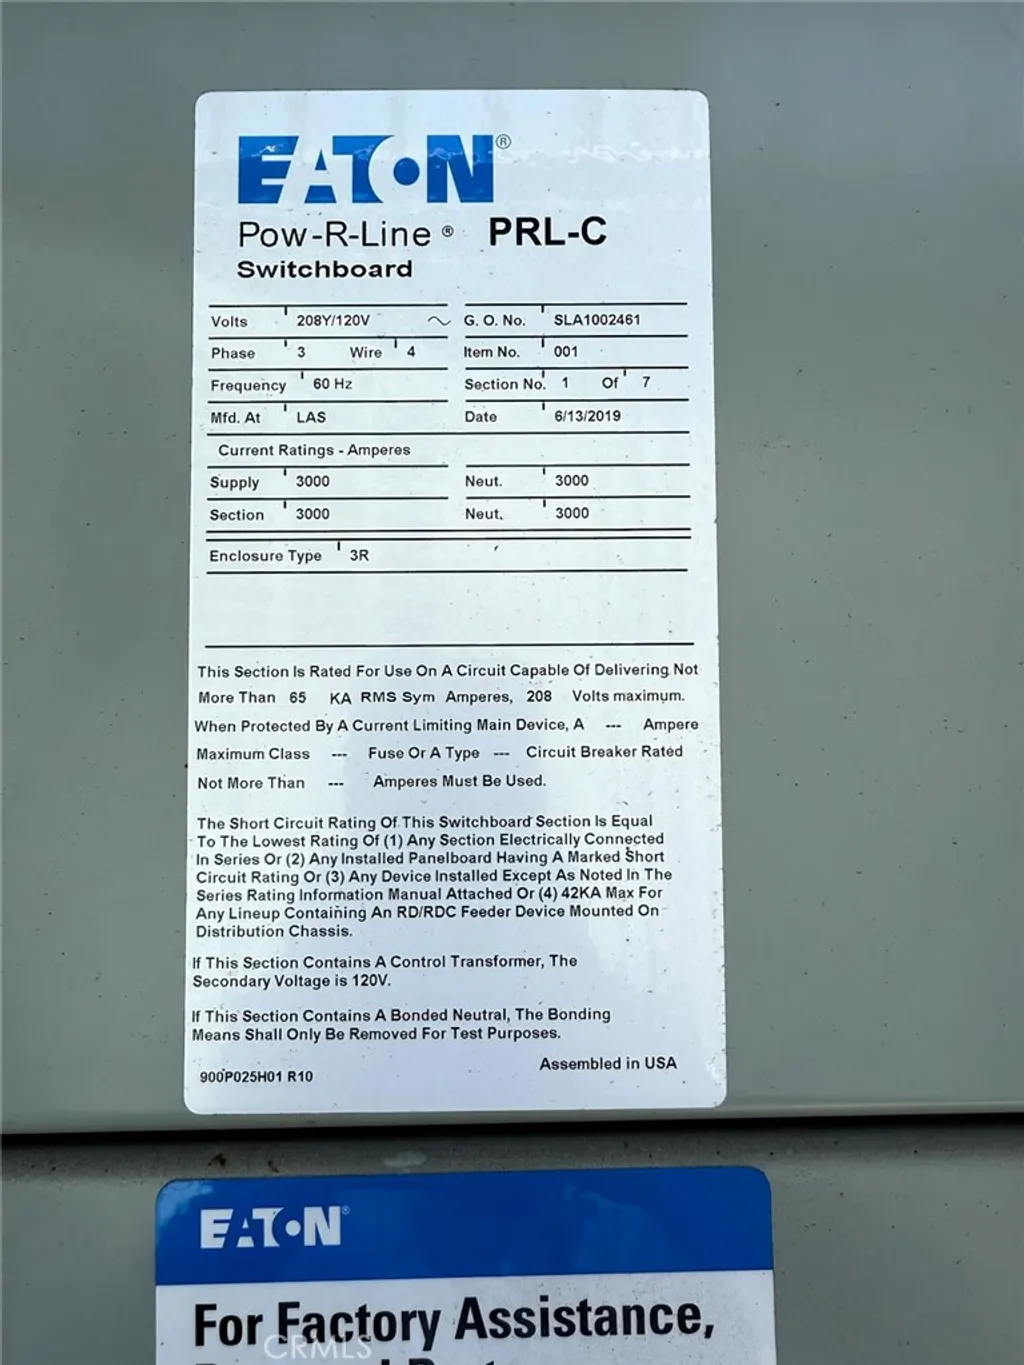 EATON®
Pow-R-Line® PRL-C
Switchboard
Volts 208Y/120V ~ G. O. No. SLA1002461
Phase 3 Wire 4 Item No. 001
Frequency 60 Hz Section No. 1 Of 7
Mfd. At LAS Date 6/13/2019
Current Ratings - Amperes
Supply 3000 Neut. 3000
Section 3000 Neut. 3000
Enclosure Type 3R
This Section Is Rated For Use On A Circuit Capable Of Delivering Not
More Than 65 KA RMS Sym Amperes, 208 Volts maximum.
When Protected By A Current Limiting Main Device, A --- Ampere
Maximum Class --- Fuse Or A Type --- Circuit Breaker Rated
Not More Than --- Amperes Must Be Used.
The Short Circuit Rating Of This Switchboard Section Is Equal
To The Lowest Rating Of (1) Any Section Electrically Connected
In Series Or (2) Any Installed Panelboard Having A Marked Short
Circuit Rating Or (3) Any Device Installed Except As Noted In The
Series Rating Information Manual Attached Or (4) 42KA Max For
Any Lineup Containing An RD/RDC Feeder Device Mounted On
Distribution Chassis.
If This Section Contains A Control Transformer, The
Secondary Voltage is 120V.
If This Section Contains A Bonded Neutral, The Bonding
Means Shall Only Be Removed For Test Purposes.
Assembled in USA
900P025H01 R10
EATON®
For Factory Assistance,
CRMLS